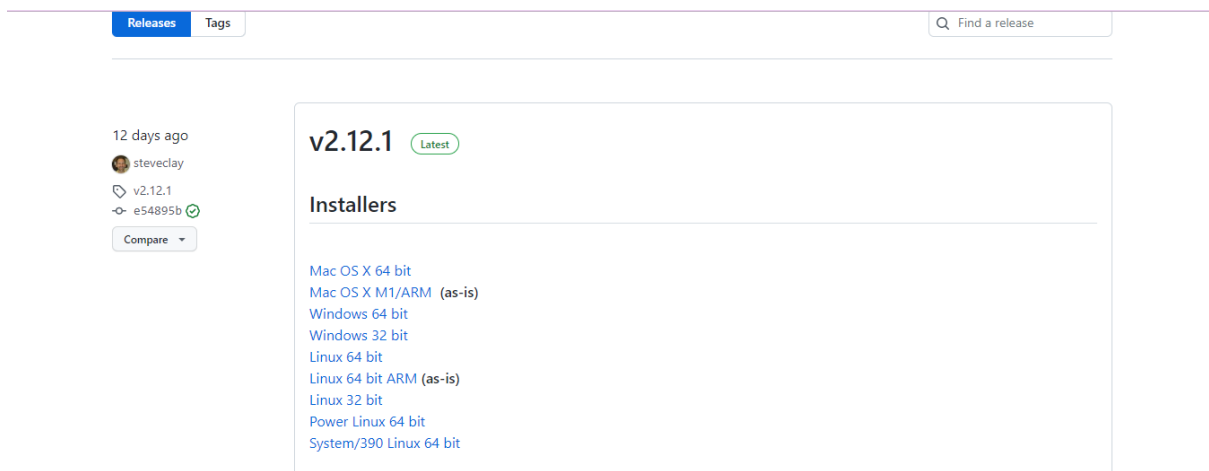 Releases Tags Find a release
12 days ago
steveclay
v2.12.1
e54895b
Compare
v2.12.1 Latest
Installers
Mac OS X 64 bit
Mac OS X M1/ARM (as-is)
Windows 64 bit
Windows 32 bit
Linux 64 bit
Linux 64 bit ARM (as-is)
Linux 32 bit
Power Linux 64 bit
System/390 Linux 64 bit